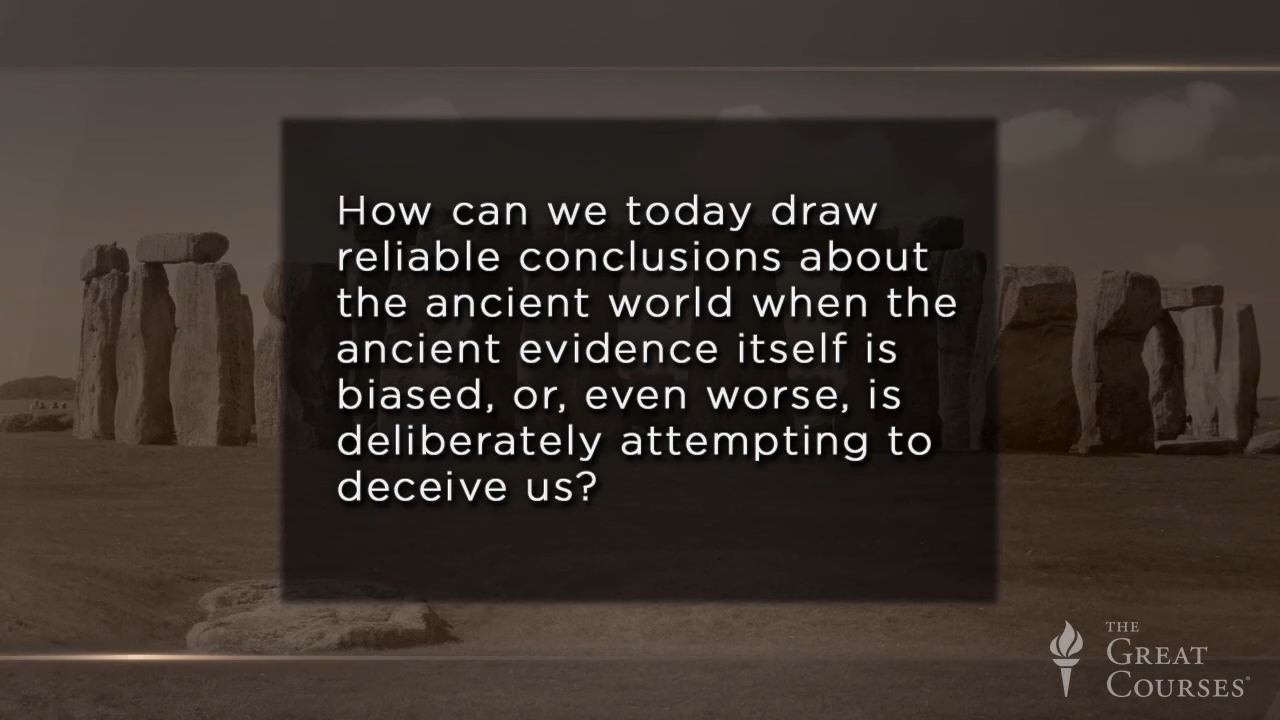 How can we today draw
reliable conclusions about
the ancient world when the
ancient evidence itself is
biased, or, even worse, is
deliberately attempting to
deceive us?
THE
GREAT
COURSES®